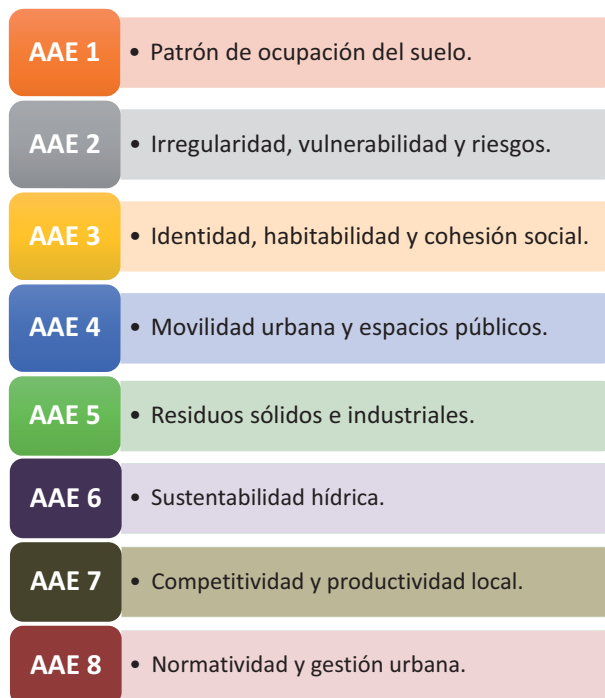 AAE 1 • Patrón de ocupación del suelo.
AAE 2 • Irregularidad, vulnerabilidad y riesgos.
AAE 3 • Identidad, habitabilidad y cohesión social.
AAE 4 • Movilidad urbana y espacios públicos.
AAE 5 • Residuos sólidos e industriales.
AAE 6 • Sustentabilidad hídrica.
AAE 7 • Competitividad y productividad local.
AAE 8 • Normatividad y gestión urbana.